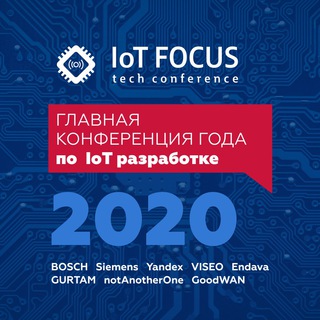 IoT FOCUS
tech conference
ГЛАВНАЯ
КОНФЕРЕНЦИЯ ГОДА
по IoT разработке
2020
BOSCH Siemens Yandex VISEO Endava
GURTAM notAnotherOne GoodWAN